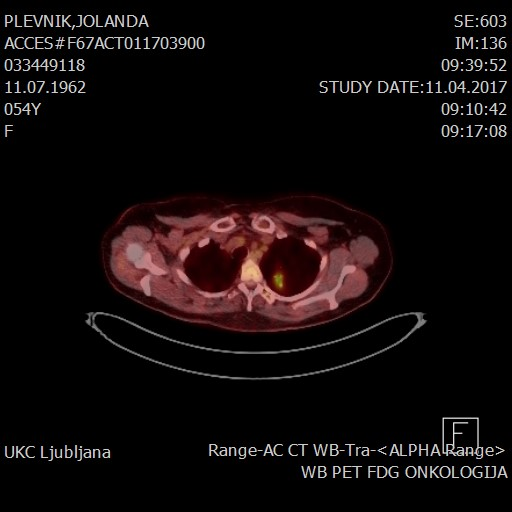 PLEVNIK,JOLANDA
ACCES#F67ACT011703900
033449118
11.07.1962
054Y
F
SE:603
IM:136
09:39:52
STUDY DATE:11.04.2017
09:10:42
09:17:08
F
UKC Ljubljana
Range-AC CT WB-Tra-<ALPHA Range>
WB PET FDG ONKOLOGIJA